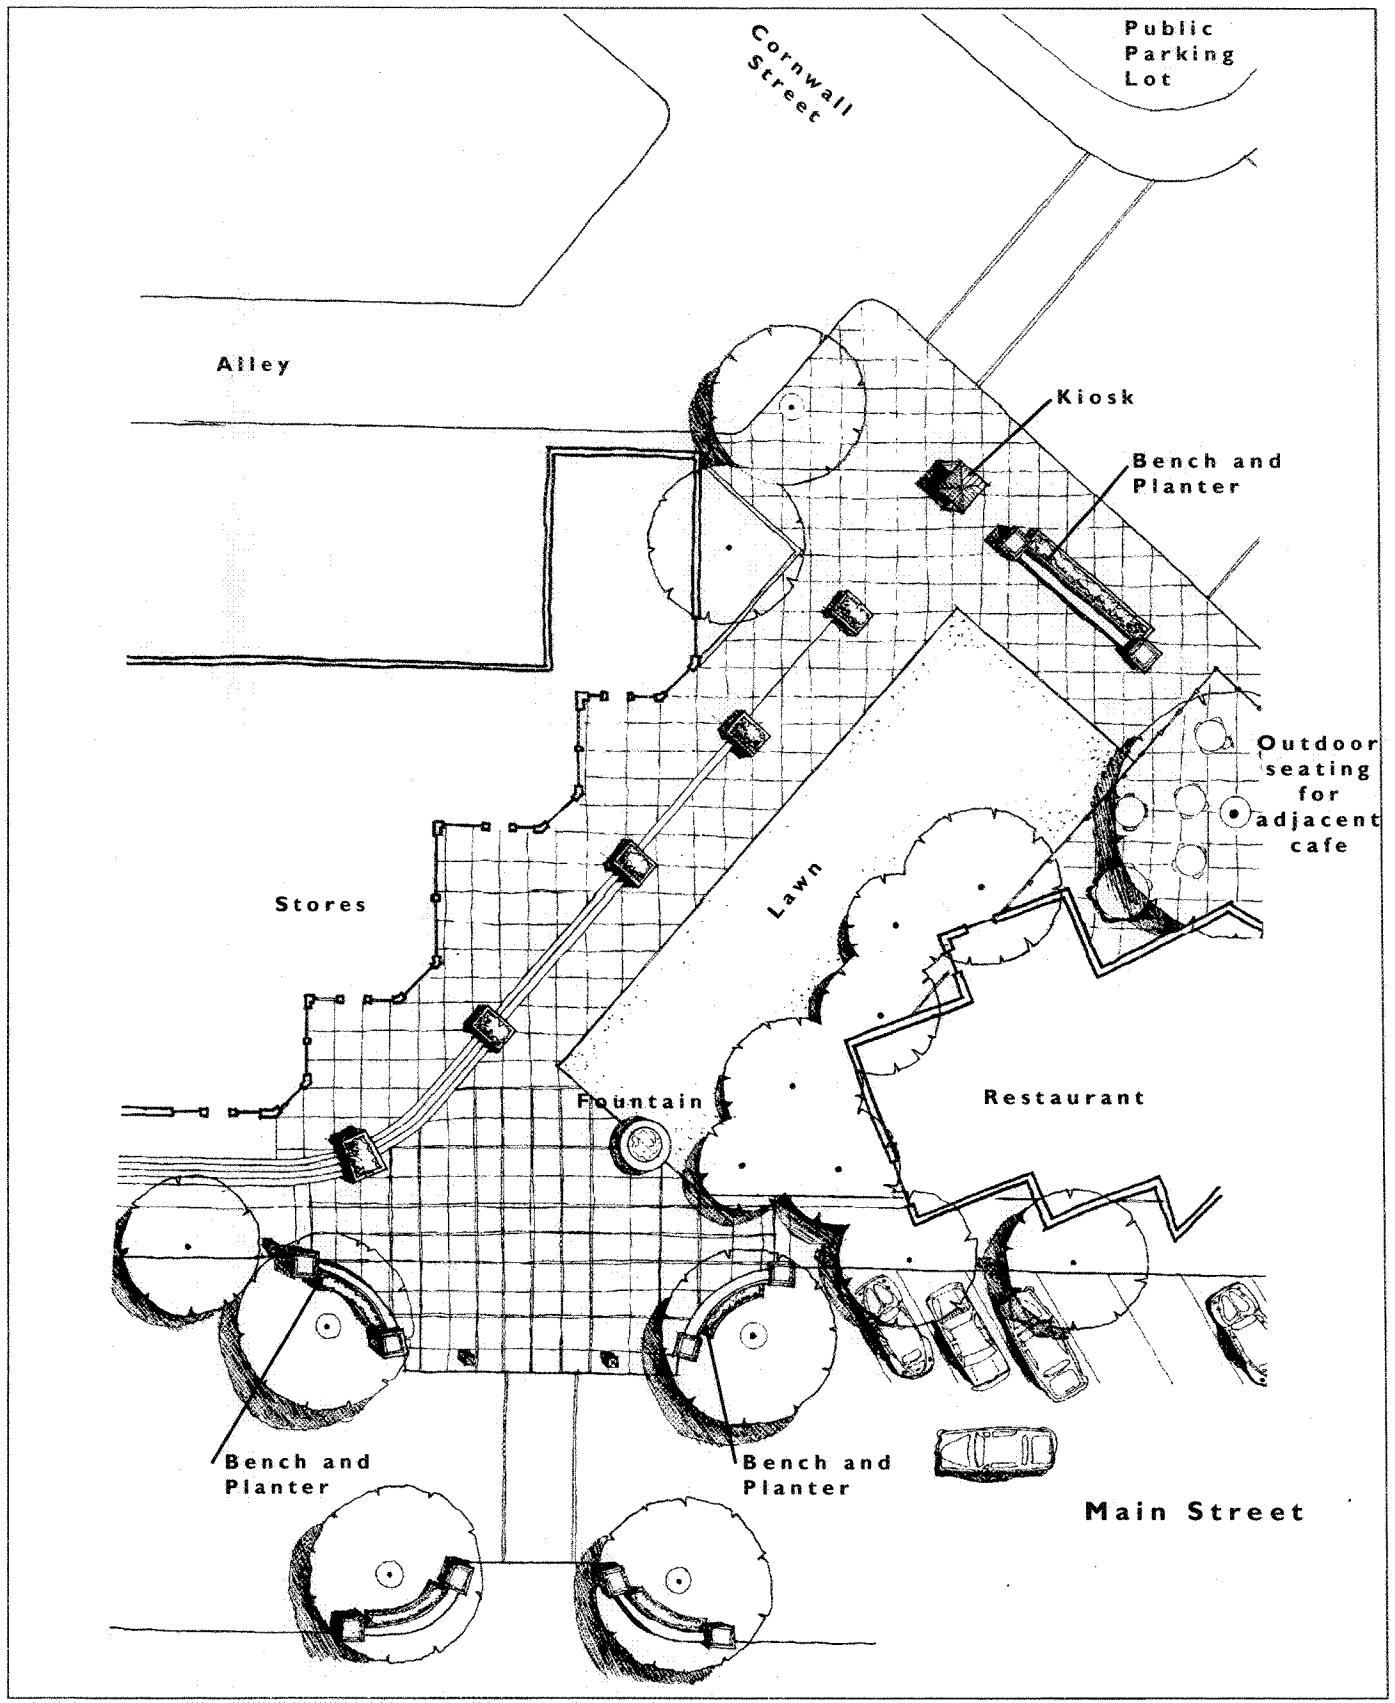 Public
Parking
Lot
Cornwall
Street
Alley
Kiosk
Bench and
Planter
Outdoor
seating
for
adjacent
cafe
Lawn
Stores
Fountain
Restaurant
Bench and
Planter
Bench and
Planter
Main Street